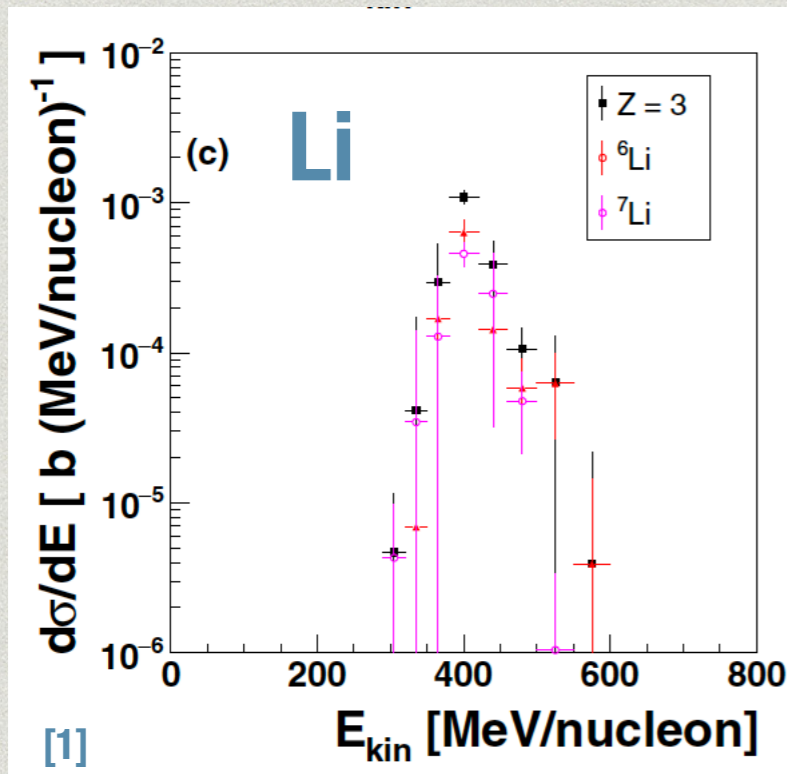 10⁻²
Li
(c)
Z = 3
⁶Li
⁷Li
10⁻³
10⁻⁴
10⁻⁵
10⁻⁶
dσ/dE [ b (MeV/nucleon)⁻¹ ]
0 200 400 600 800
E_kin [MeV/nucleon]
[1]